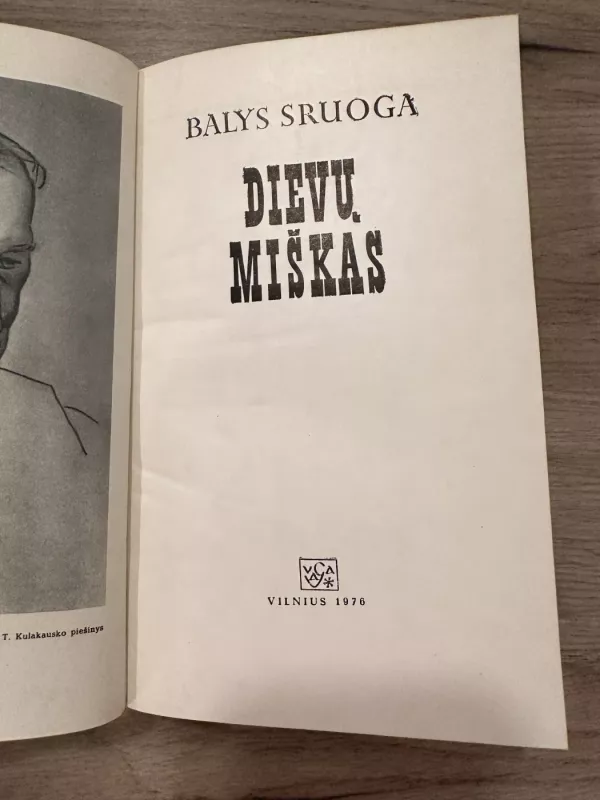 T. Kulakausko piešinys
BALYS SRUOGA
DIEVŲ
MIŠKAS
VAGA
VILNIUS 1976